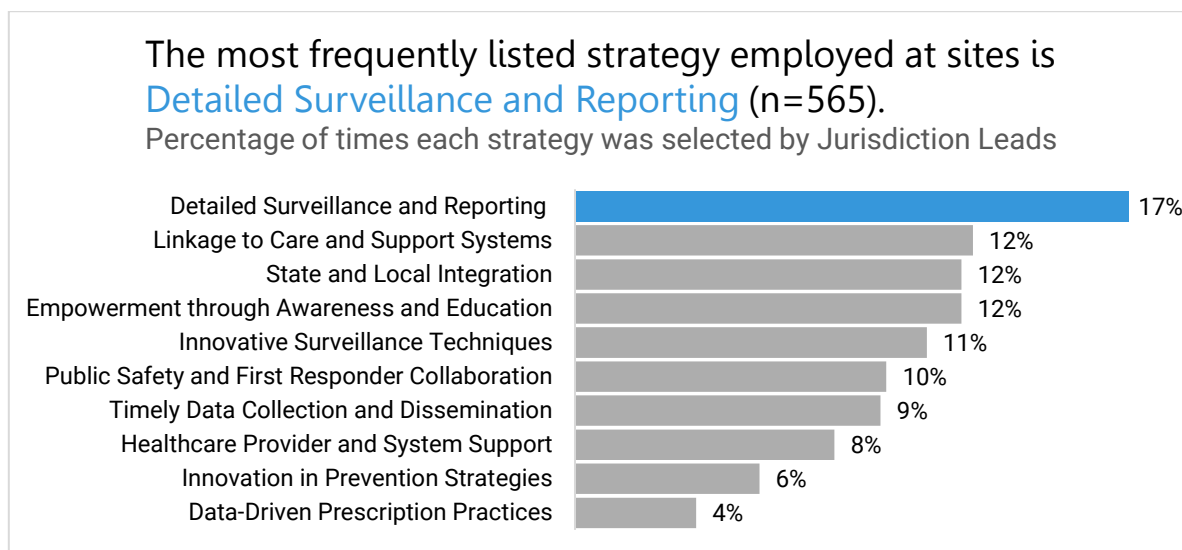 The most frequently listed strategy employed at sites is
Detailed Surveillance and Reporting (n=565).
Percentage of times each strategy was selected by Jurisdiction Leads
Detailed Surveillance and Reporting 17%
Linkage to Care and Support Systems 12%
State and Local Integration 12%
Empowerment through Awareness and Education 12%
Innovative Surveillance Techniques 11%
Public Safety and First Responder Collaboration 10%
Timely Data Collection and Dissemination 9%
Healthcare Provider and System Support 8%
Innovation in Prevention Strategies 6%
Data-Driven Prescription Practices 4%